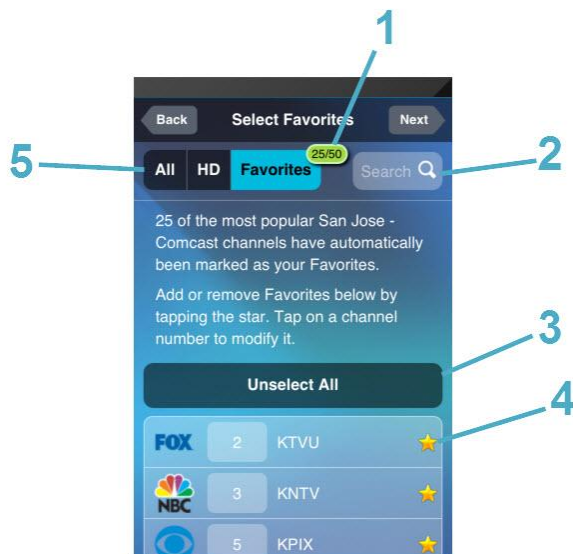 1
Back
Select Favorites
Next
5
All
HD
Favorites
25/50
Search
2
25 of the most popular San Jose -
Comcast channels have automatically
been marked as your Favorites.
Add or remove Favorites below by
tapping the star. Tap on a channel
number to modify it.
3
Unselect All
4
FOX
2
KTVU
NBC
3
KNTV
5
KPIX